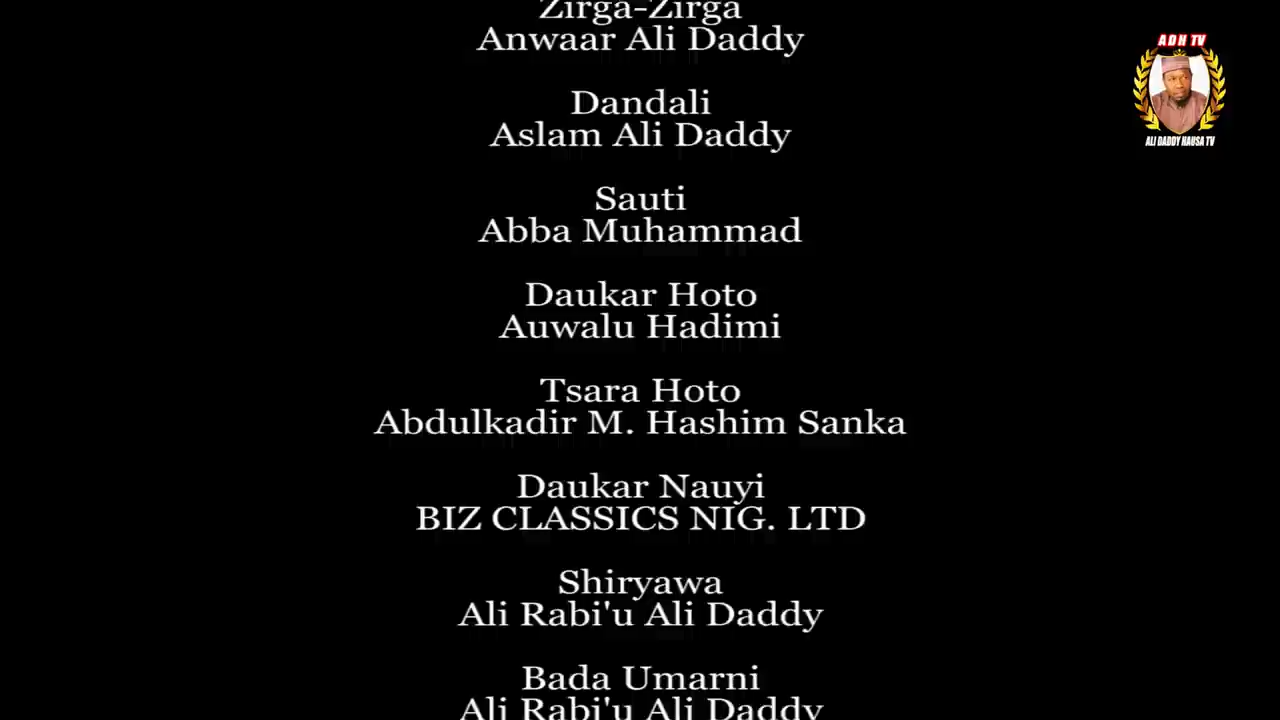 Zirga-Zirga
Anwaar Ali Daddy
Dandali
Aslam Ali Daddy
Sauti
Abba Muhammad
Daukar Hoto
Auwalu Hadimi
Tsara Hoto
Abdulkadir M. Hashim Sanka
Daukar Nauyi
BIZ CLASSICS NIG. LTD
Shiryawa
Ali Rabi'u Ali Daddy
Bada Umarni
Ali Rabi'u Ali Daddy
ADH TV
ALI DADDY HAUSA TV